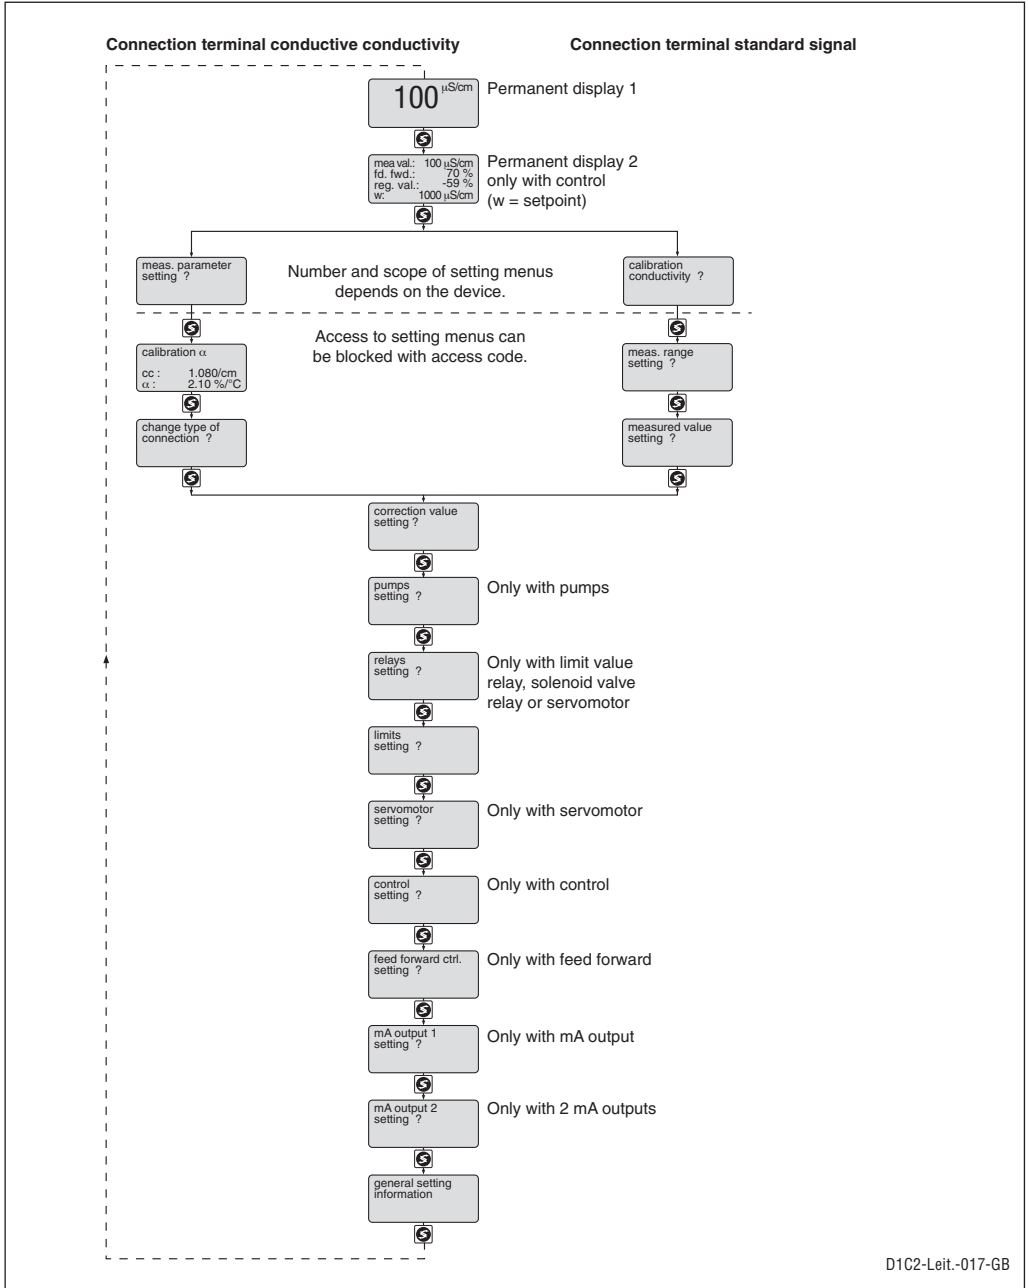 Connection terminal conductive conductivity
Connection terminal standard signal
100 µS/cm
Permanent display 1
mea val.: 100 µS/cm
fd. fwd.: 70 %
reg. val.: -59 %
w: 1000 µS/cm
Permanent display 2
only with control
(w = setpoint)
meas. parameter
setting ?
Number and scope of setting menus
depends on the device.
calibration
conductivity ?
Access to setting menus can
be blocked with access code.
calibration α
cc : 1.080/cm
α : 2.10 %/°C
meas. range
setting ?
change type of
connection ?
measured value
setting ?
correction value
setting ?
pumps
setting ?
Only with pumps
relays
setting ?
Only with limit value
relay, solenoid valve
relay or servomotor
limits
setting ?
servomotor
setting ?
Only with servomotor
control
setting ?
Only with control
feed forward ctrl.
setting ?
Only with feed forward
mA output 1
setting ?
Only with mA output
mA output 2
setting ?
Only with 2 mA outputs
general setting
information
D1C2-Leit.-017-GB